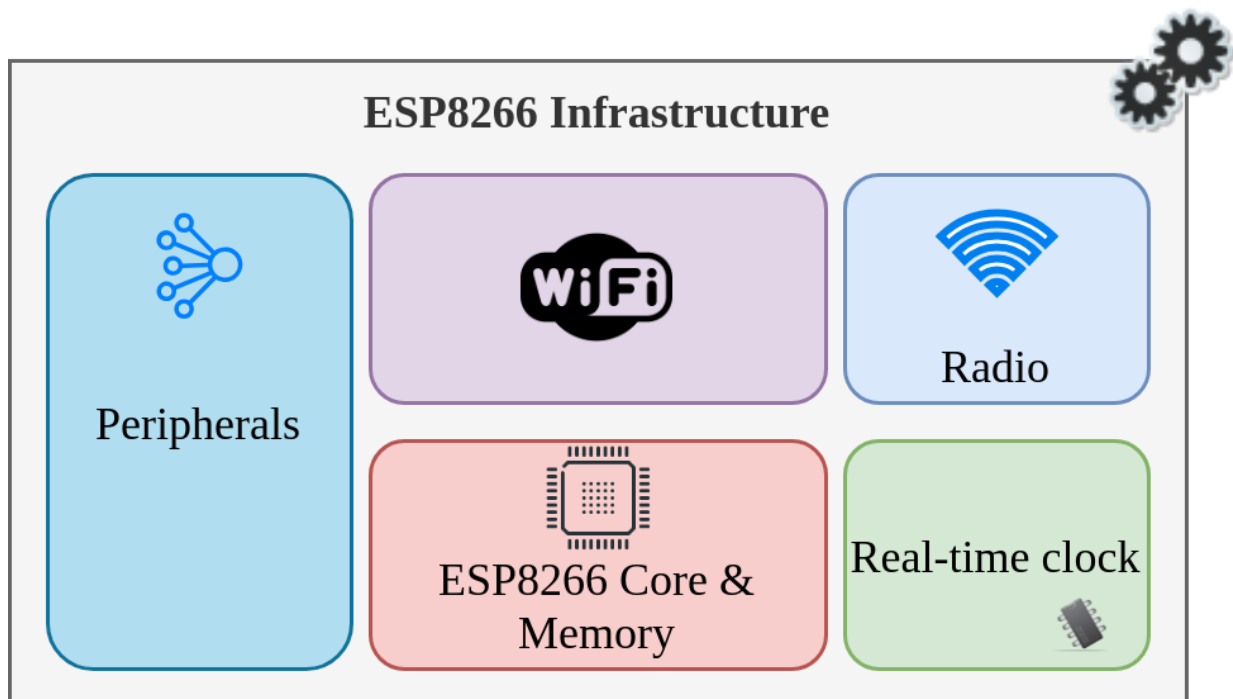 ESP8266 Infrastructure
Peripherals
WiFi
Radio
ESP8266 Core &
Memory
Real-time clock